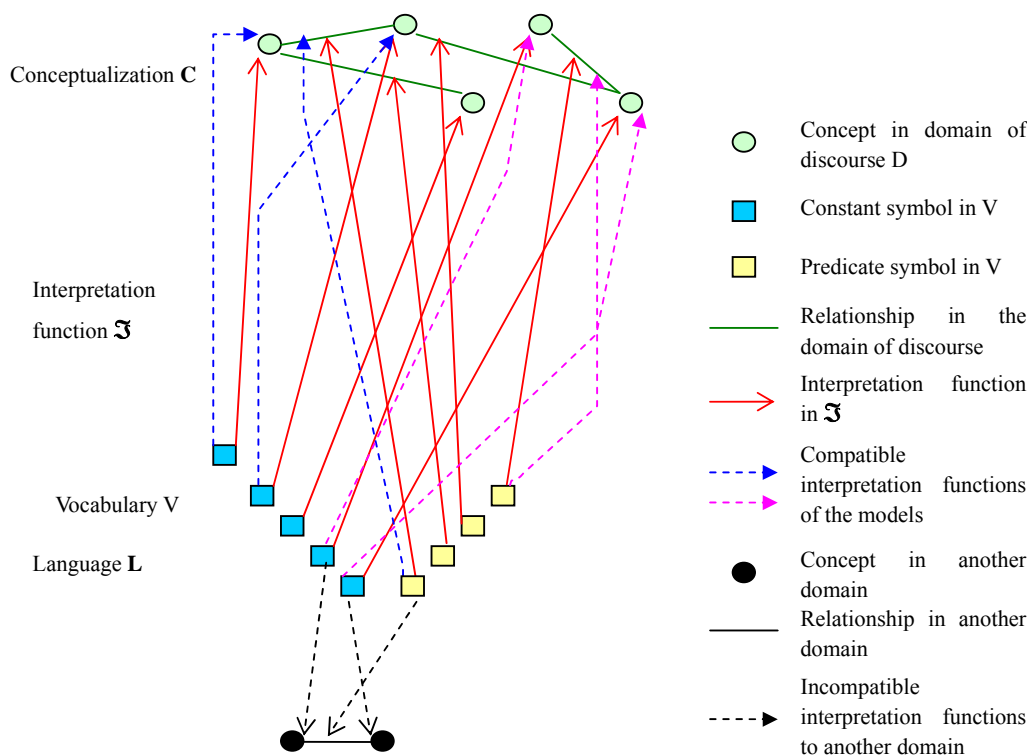 Conceptualization C
Interpretation
function ℑ
Vocabulary V
Language L
Concept in domain of
discourse D
Constant symbol in V
Predicate symbol in V
Relationship in the
domain of discourse
Interpretation function
in ℑ
Compatible
interpretation functions
of the models
Concept in another
domain
Relationship in another
domain
Incompatible
interpretation functions
to another domain